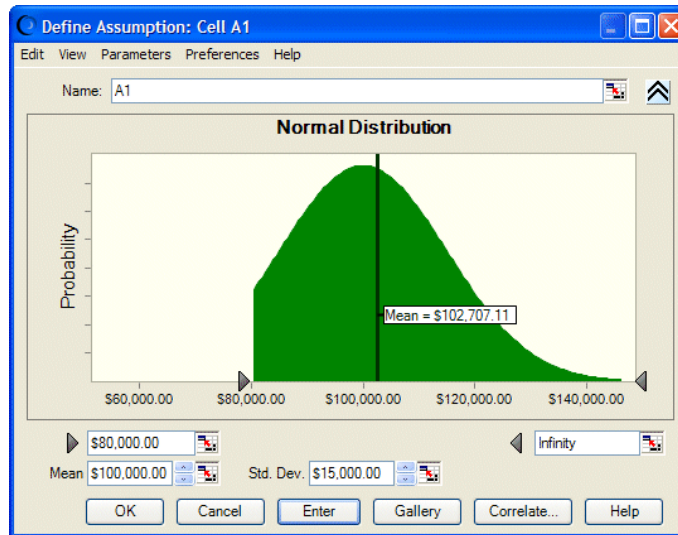 Define Assumption: Cell A1
Edit View Parameters Preferences Help
Name: A1
Normal Distribution
Probability
Mean = $102,707.11
$60,000.00 $80,000.00 $100,000.00 $120,000.00 $140,000.00
$80,000.00 Infinity
Mean $100,000.00 Std. Dev. $15,000.00
OK Cancel Enter Gallery Correlate... Help